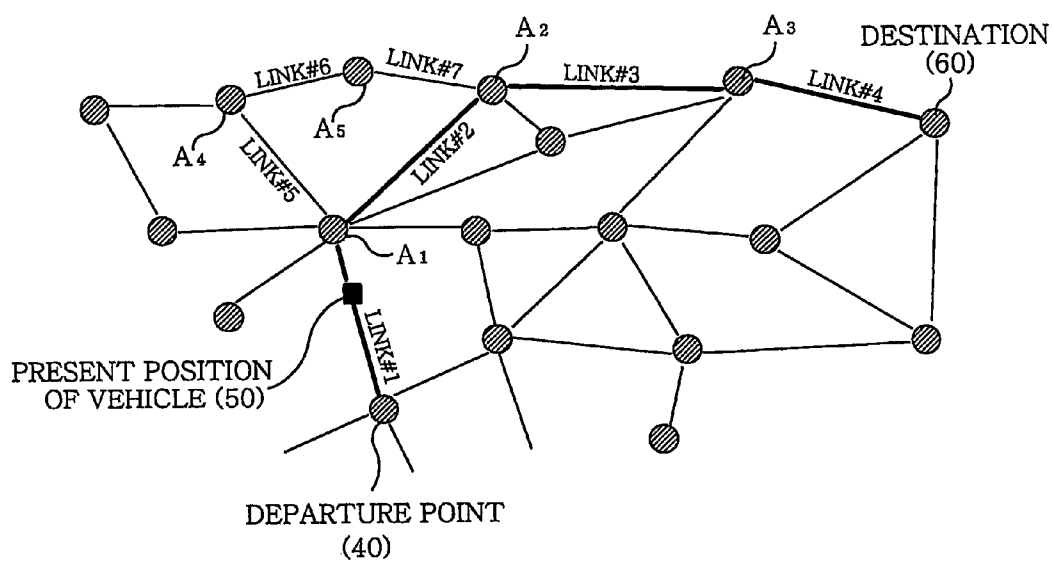 A2
A3
DESTINATION
(60)
LINK#6
LINK#7
LINK#3
LINK#4
A5
A4
LINK#5
LINK#2
A1
LINK#1
PRESENT POSITION
OF VEHICLE (50)
DEPARTURE POINT
(40)